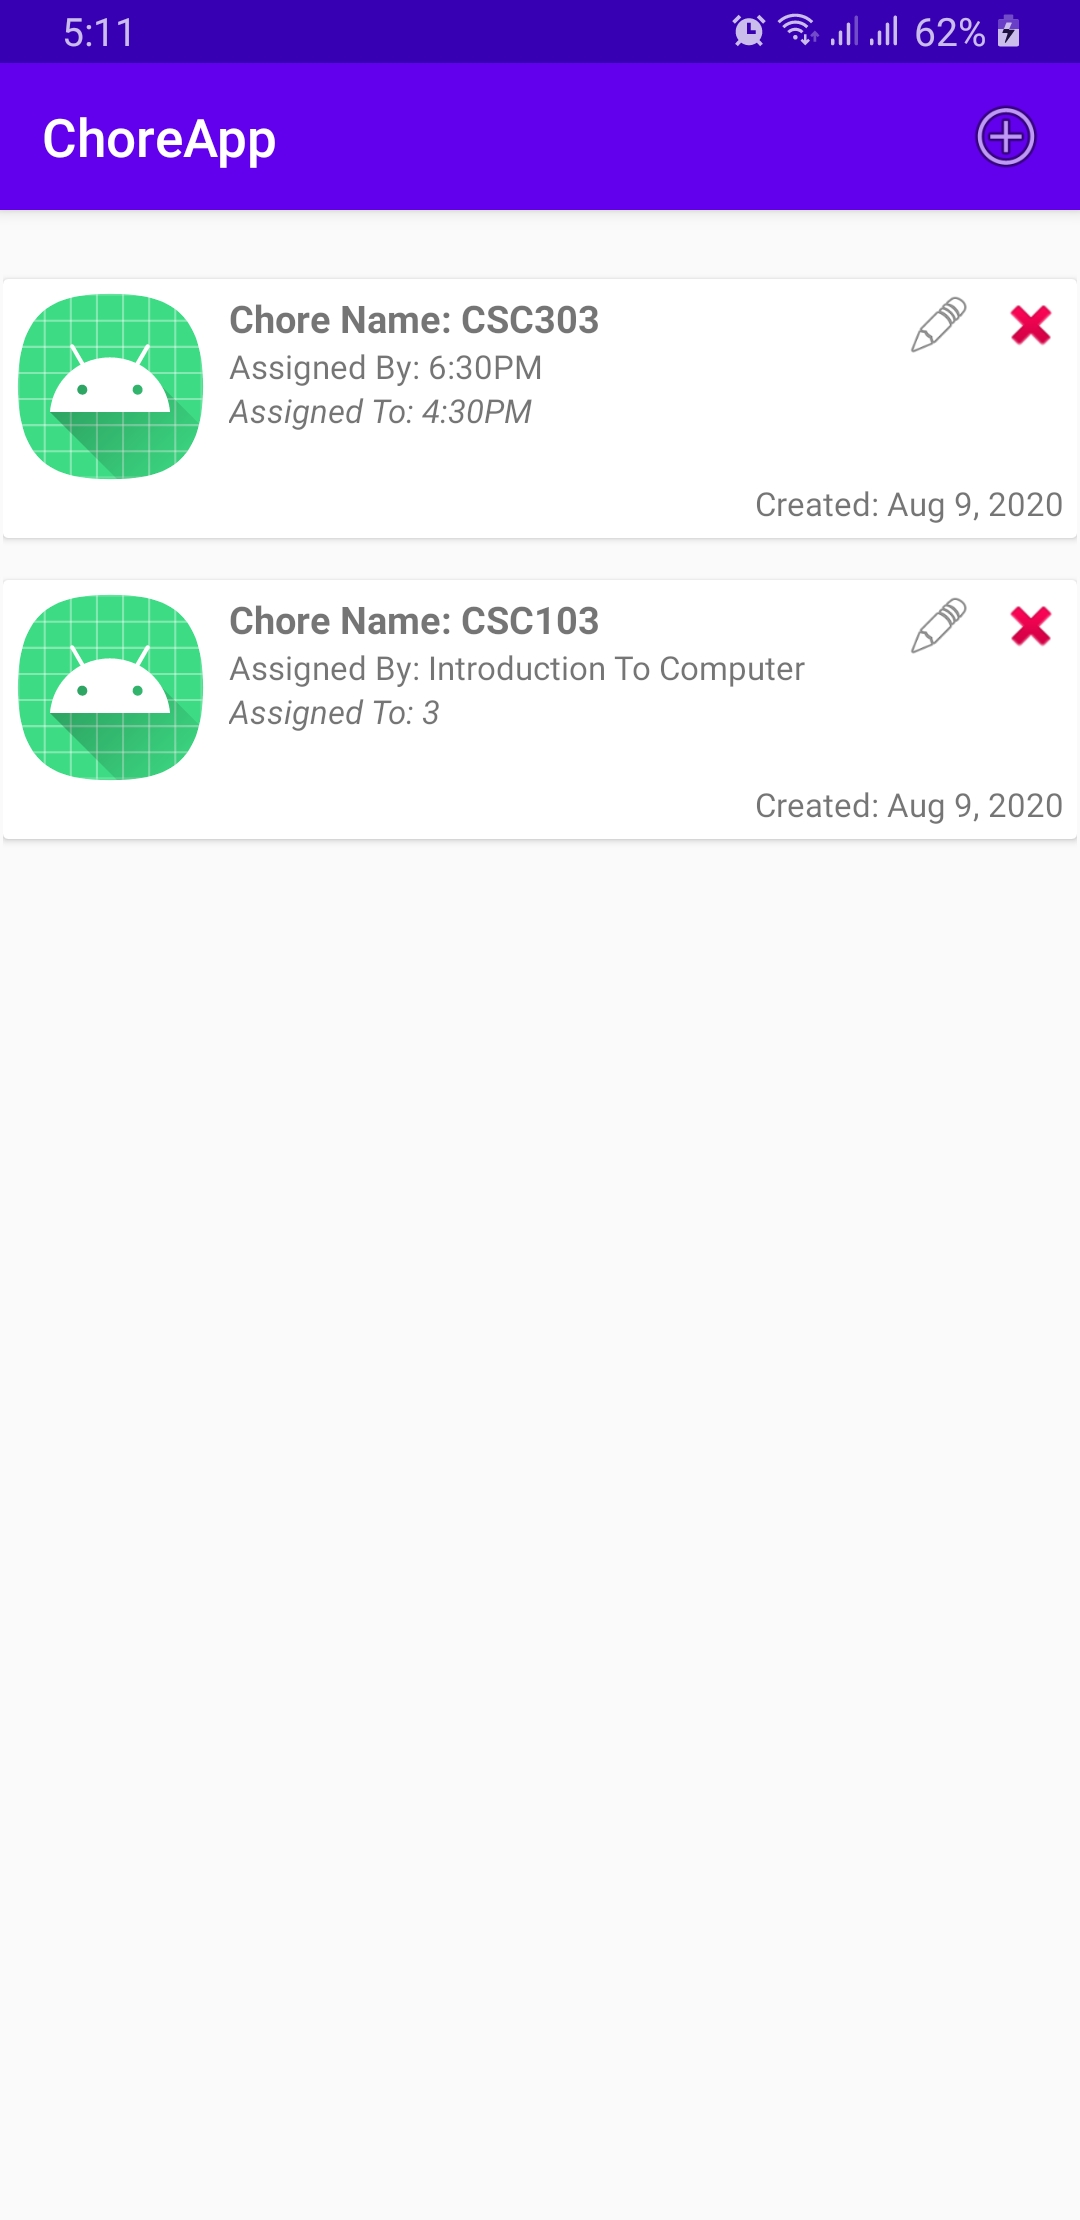 5:11 62%
ChoreApp
Chore Name: CSC303
Assigned By: 6:30PM
Assigned To: 4:30PM
Created: Aug 9, 2020
Chore Name: CSC103
Assigned By: Introduction To Computer
Assigned To: 3
Created: Aug 9, 2020